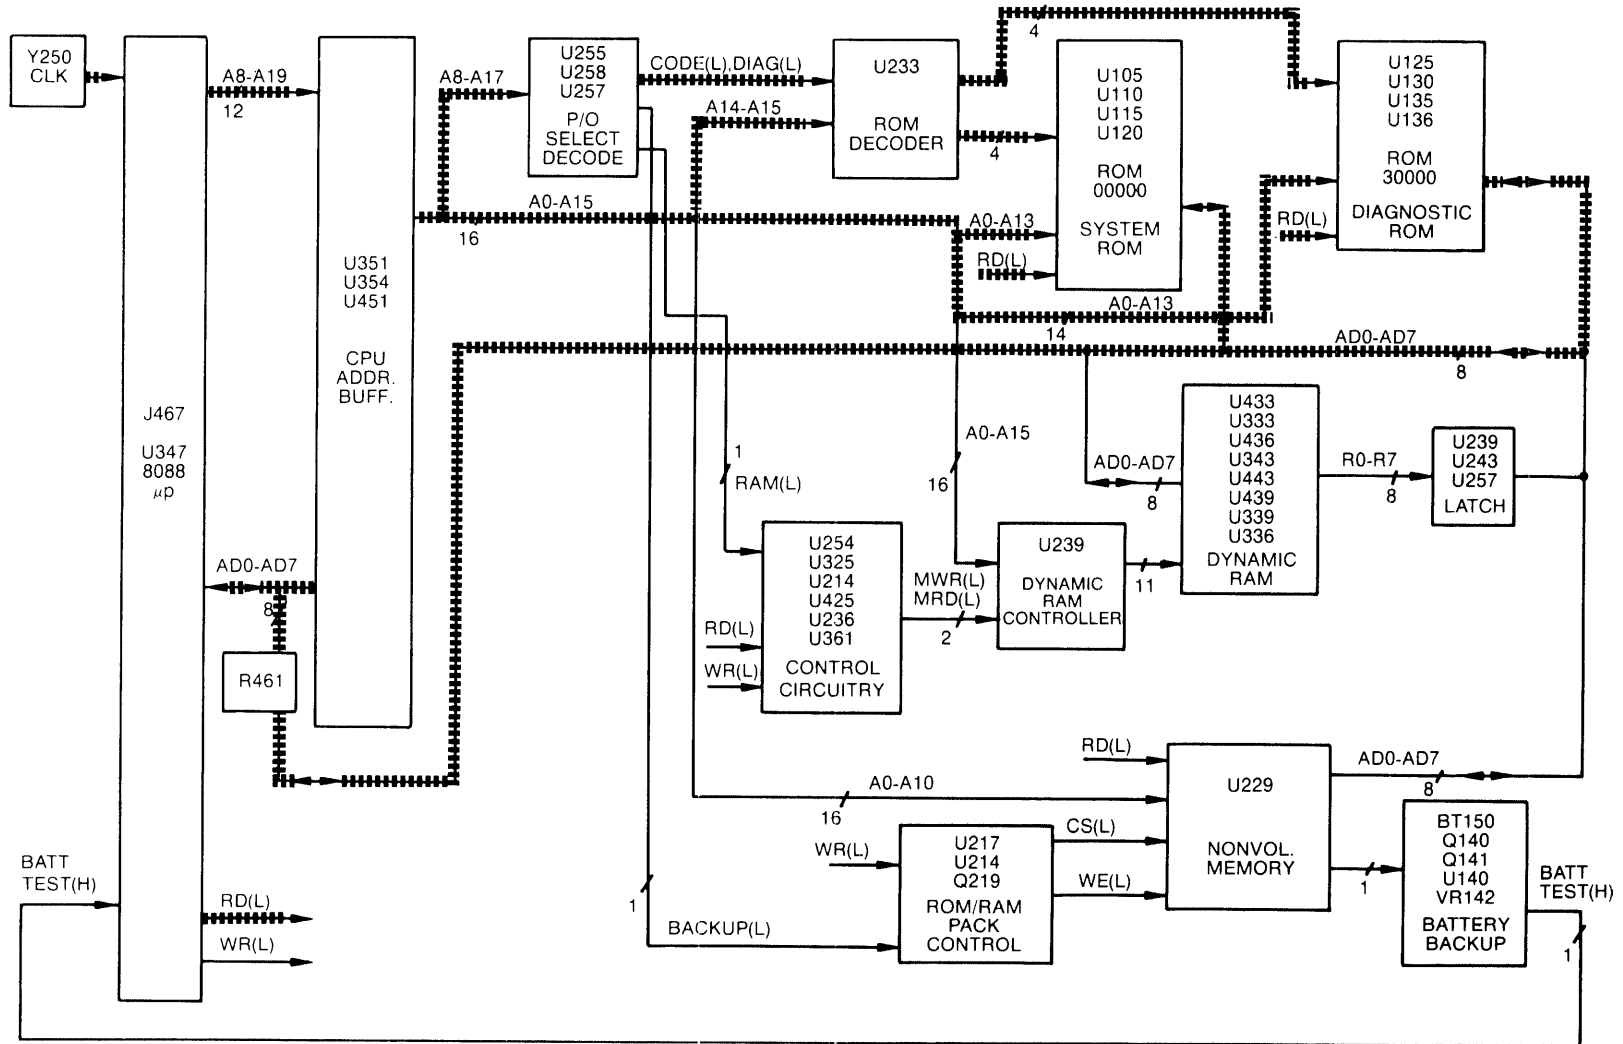 Y250
CLK
J467
U347
8088
μp
A8-A19
12
AD0-AD7
8
R461
BATT
TEST(H)
RD(L)
WR(L)
U351
U354
U451
CPU
ADDR.
BUFF.
A8-A17
A0-A15
16
U255
U258
U257
P/O
SELECT
DECODE
CODE(L),DIAG(L)
A14-A15
U233
ROM
DECODER
4
4
U105
U110
U115
U120
ROM
00000
SYSTEM
ROM
A0-A13
RD(L)
U125
U130
U135
U136
ROM
30000
DIAGNOSTIC
ROM
RD(L)
A0-A13
14
AD0-AD7
8
1
RAM(L)
A0-A15
16
AD0-AD7
8
U433
U333
U436
U343
U443
U439
U339
U336
DYNAMIC
RAM
R0-R7
8
U239
U243
U257
LATCH
U254
U325
U214
U425
U236
U361
CONTROL
CIRCUITRY
RD(L)
WR(L)
MWR(L)
MRD(L)
2
U239
DYNAMIC
RAM
CONTROLLER
11
RD(L)
A0-A10
16
U229
NONVOL.
MEMORY
AD0-AD7
8
WR(L)
U217
U214
Q219
ROM/RAM
PACK
CONTROL
CS(L)
WE(L)
1
BACKUP(L)
1
BT150
Q140
Q141
U140
VR142
BATTERY
BACKUP
BATT
TEST(H)
1